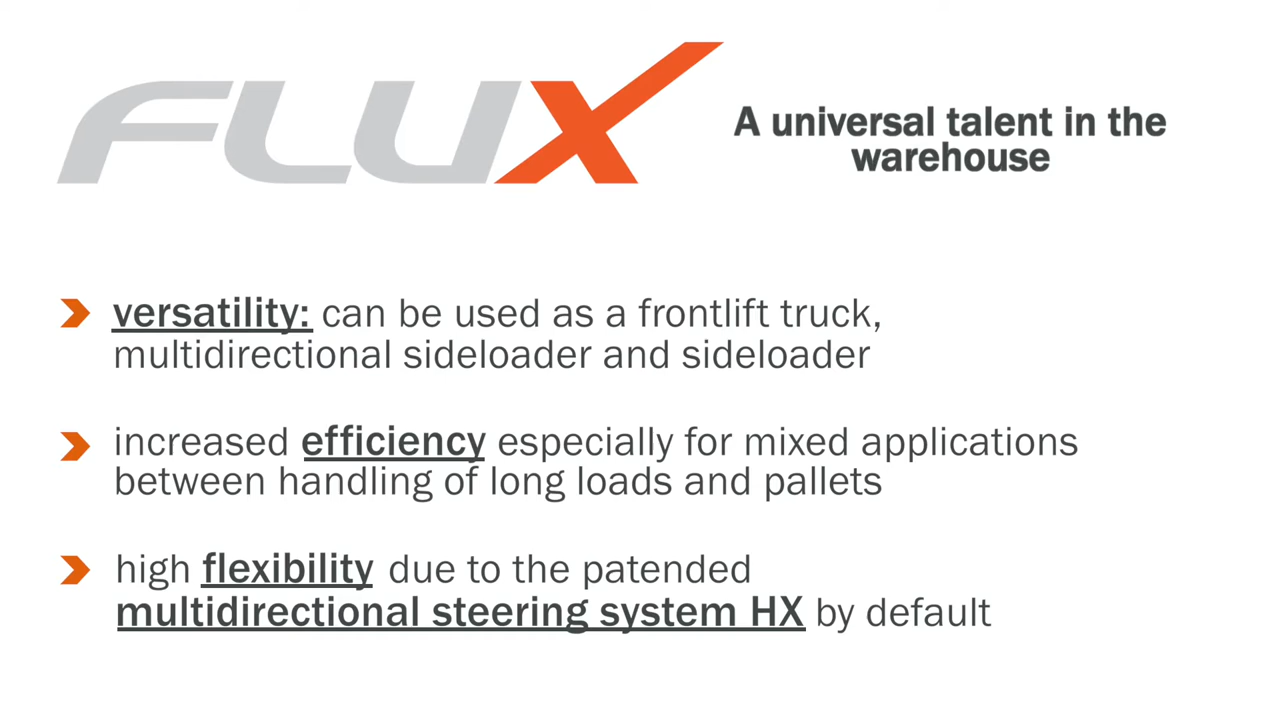 FLUX
A universal talent in the
warehouse
versatility: can be used as a frontlift truck,
multidirectional sideloader and sideloader
increased efficiency especially for mixed applications
between handling of long loads and pallets
high flexibility due to the patended
multidirectional steering system HX by default